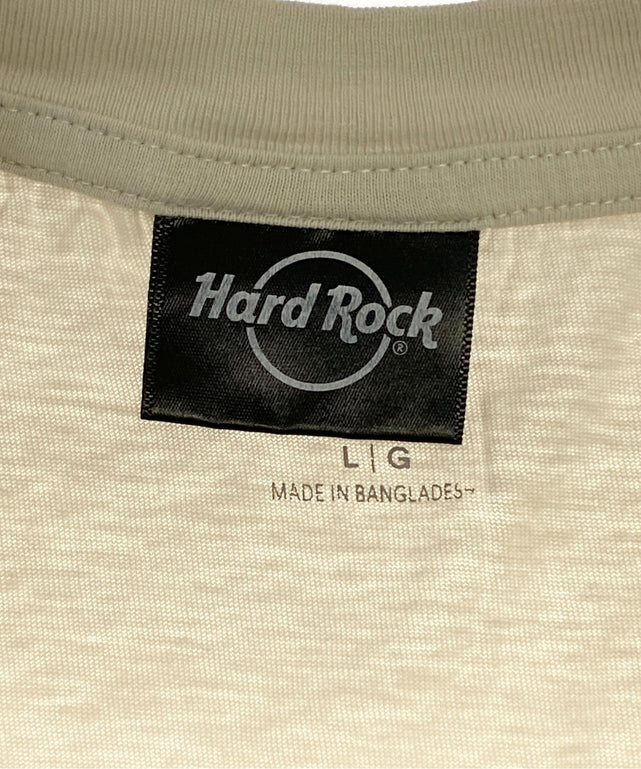 Hard Rock
®
L | G
MADE IN BANGLADES